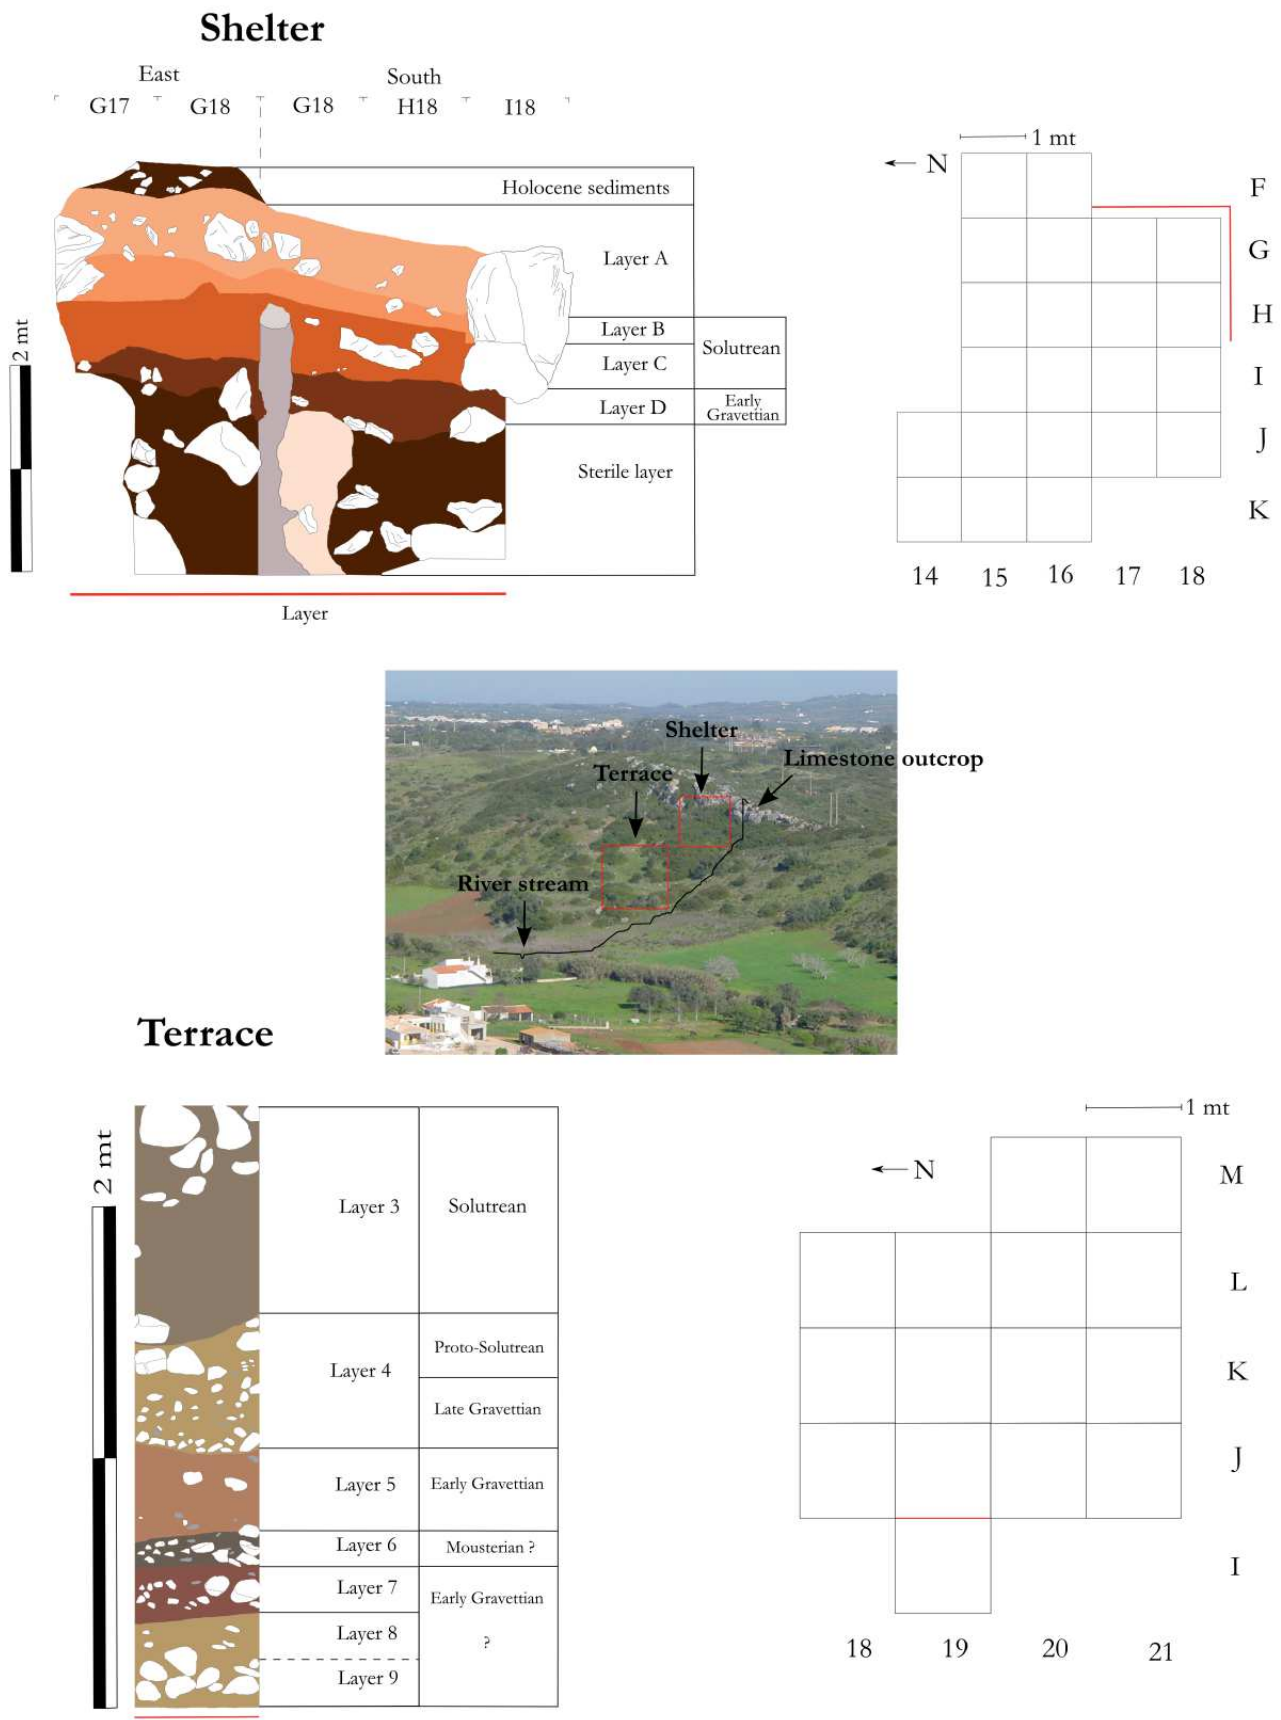 Shelter
East
South
G17
G18
G18
H18
I18
Holocene sediments
Layer A
Layer B
Layer C
Solutrean
Layer D
Early
Gravettian
Sterile layer
2 mt
Layer
1 mt
N
F
G
H
I
J
K
14
15
16
17
18
Shelter
Limestone outcrop
Terrace
River stream
Terrace
2 mt
Layer 3
Solutrean
Layer 4
Proto-Solutrean
Late Gravettian
Layer 5
Early Gravettian
Layer 6
Mousterian ?
Layer 7
Early Gravettian
Layer 8
?
Layer 9
1 mt
N
M
L
K
J
I
18
19
20
21